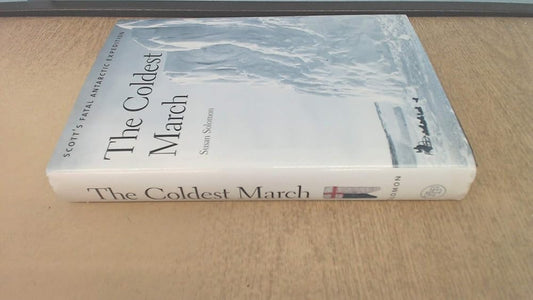 SCOTT'S FATAL ANTARCTIC EXPEDITION
The Coldest
March
Susan Solomon
The Coldest March
SOLOMON